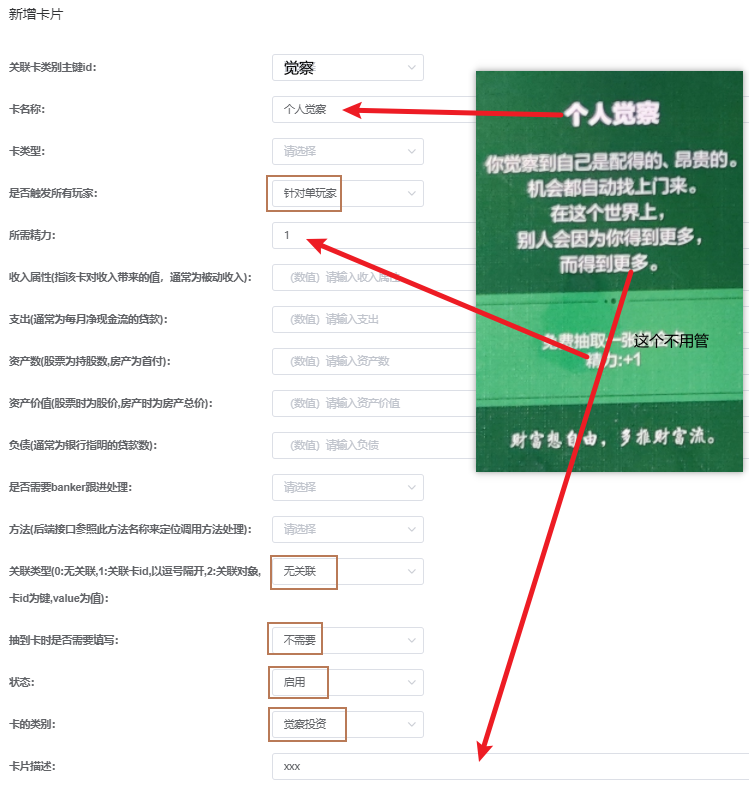 新增卡片
关联卡类别主键id:
觉察
卡名称:
个人觉察
卡类型:
请选择
是否触发所有玩家:
针对单玩家
所需精力:
1
收入属性(指该卡对收入带来的值，通常为被动收入):
（数值）请输入收入属性
支出(通常为每月净现金流的贷款):
（数值）请输入支出
资产数(股票为持股数,房产为首付):
（数值）请输入资产数
资产价值(股票时为股价,房产时为房产总价):
（数值）请输入资产价值
负债(通常为银行指明的贷款数):
（数值）请输入负债
是否需要banker跟进处理:
请选择
方法(后端接口参照此方法名称来定位调用方法处理):
请选择
关联类型(0:无关联,1:关联卡id,以逗号隔开,2:关联对象,
卡id为键,value为值):
无关联
抽到卡时是否需要填写:
不需要
状态:
启用
卡的类别:
觉察投资
卡片描述:
xxx
个人觉察
你觉察到自己是配得的、昂贵的。
机会都自动找上门来。
在这个世界上，
别人会因为你得到更多，
而得到更多。
免费抽取一张
这个不用管
精力:+1
财富想自由，多推财富流。